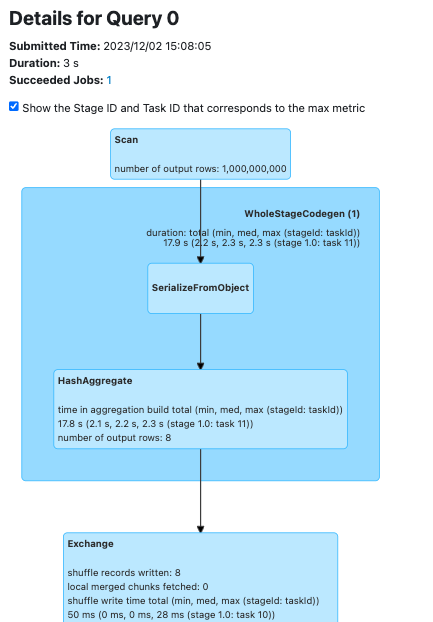 Details for Query 0
Submitted Time: 2023/12/02 15:08:05
Duration: 3 s
Succeeded Jobs: 1
Show the Stage ID and Task ID that corresponds to the max metric
Scan
number of output rows: 1,000,000,000
WholeStageCodegen (1)
duration: total (min, med, max (stageId: taskId))
17.9 s (2.2 s, 2.3 s, 2.3 s (stage 1.0: task 11))
SerializeFromObject
HashAggregate
time in aggregation build total (min, med, max (stageId: taskId))
17.8 s (2.1 s, 2.2 s, 2.3 s (stage 1.0: task 11))
number of output rows: 8
Exchange
shuffle records written: 8
local merged chunks fetched: 0
shuffle write time total (min, med, max (stageId: taskId))
50 ms (0 ms, 0 ms, 28 ms (stage 1.0: task 10))